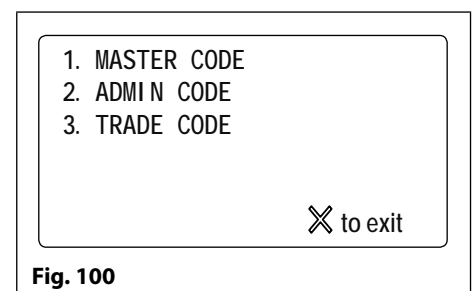 1. MASTER CODE
2. ADMIN CODE
3. TRADE CODE
X to exit
Fig. 100